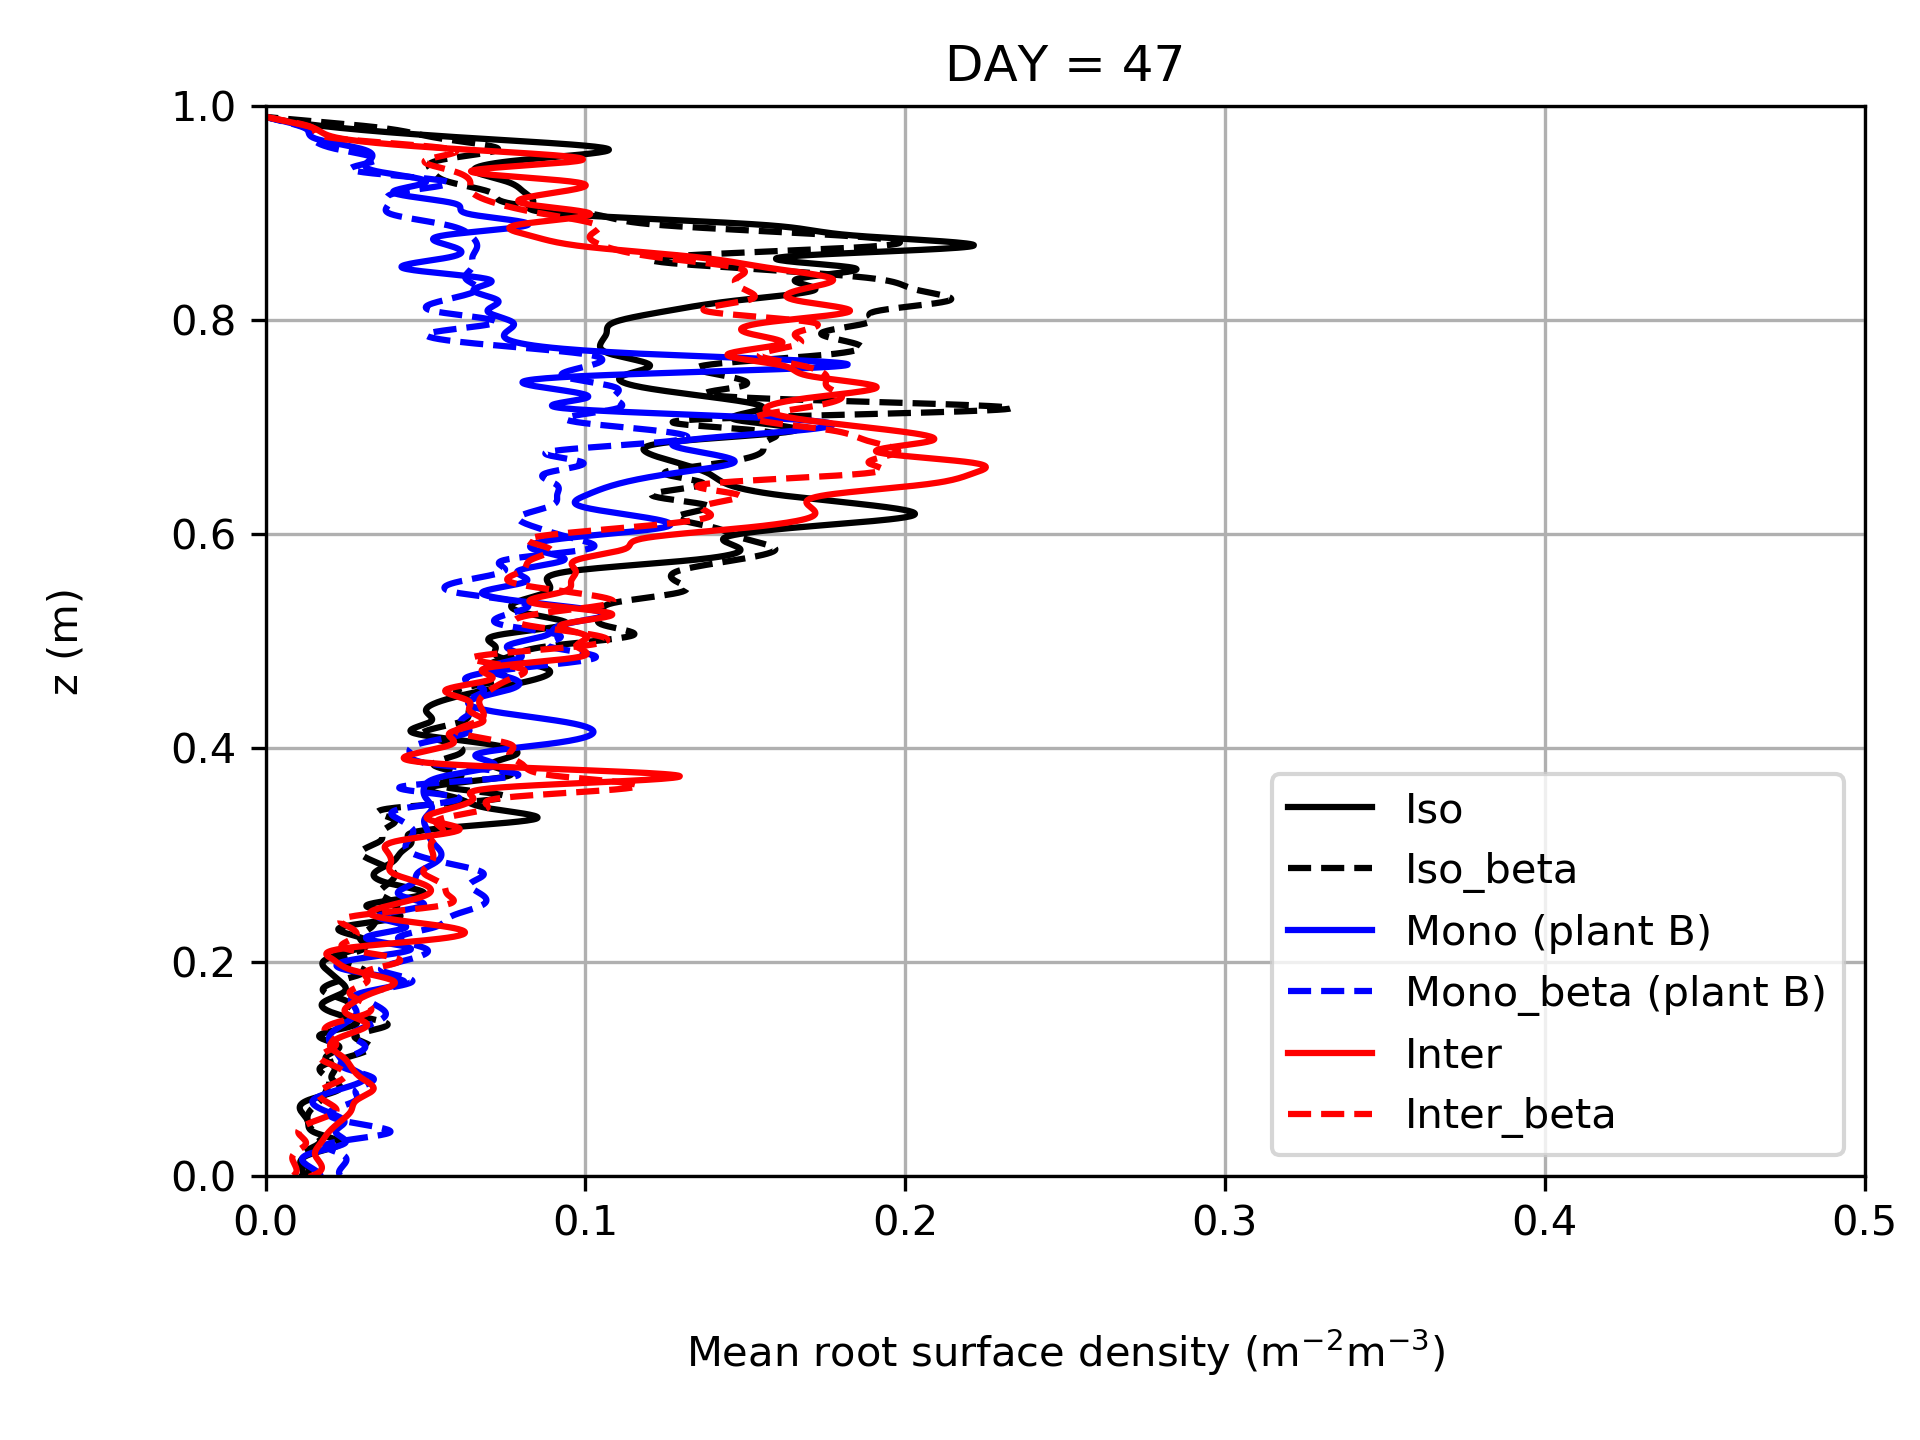 DAY = 47
1.0
0.8
0.6
0.4
0.2
0.0
z (m)
0.0 0.1 0.2 0.3 0.4 0.5
Mean root surface density (m⁻²m⁻³)
Iso
Iso_beta
Mono (plant B)
Mono_beta (plant B)
Inter
Inter_beta